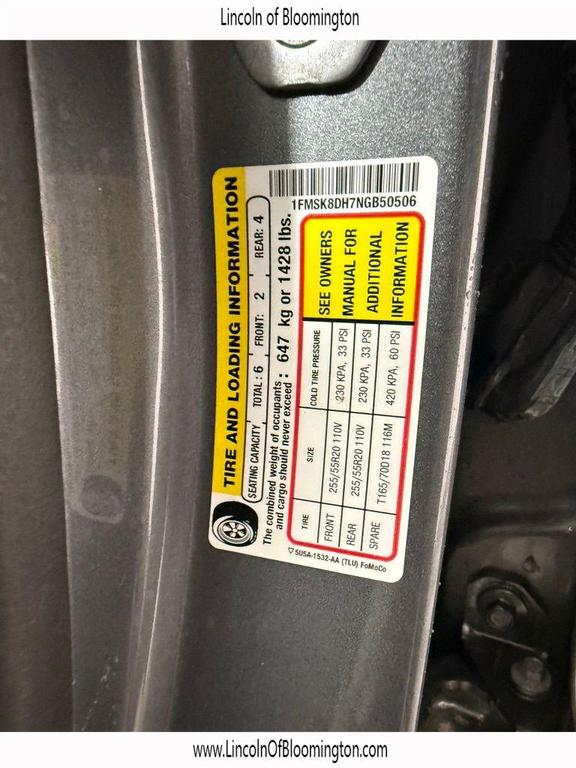 Lincoln of Bloomington
1FMSK8DH7NGB50506
TIRE AND LOADING INFORMATION
SEATING CAPACITY TOTAL: 6 FRONT: 2 REAR: 4
The combined weight of occupants
and cargo should never exceed: 647 kg or 1428 lbs.
TIRE SIZE COLD TIRE PRESSURE
FRONT 255/55R20 110V 230 KPA, 33 PSI
REAR 255/55R20 110V 230 KPA, 33 PSI
SPARE T165/70D18 116M 420 KPA, 60 PSI
SEE OWNERS
MANUAL FOR
ADDITIONAL
INFORMATION
5U5A-1532-AA (TLU) FoMoCo
www.LincolnOfBloomington.com